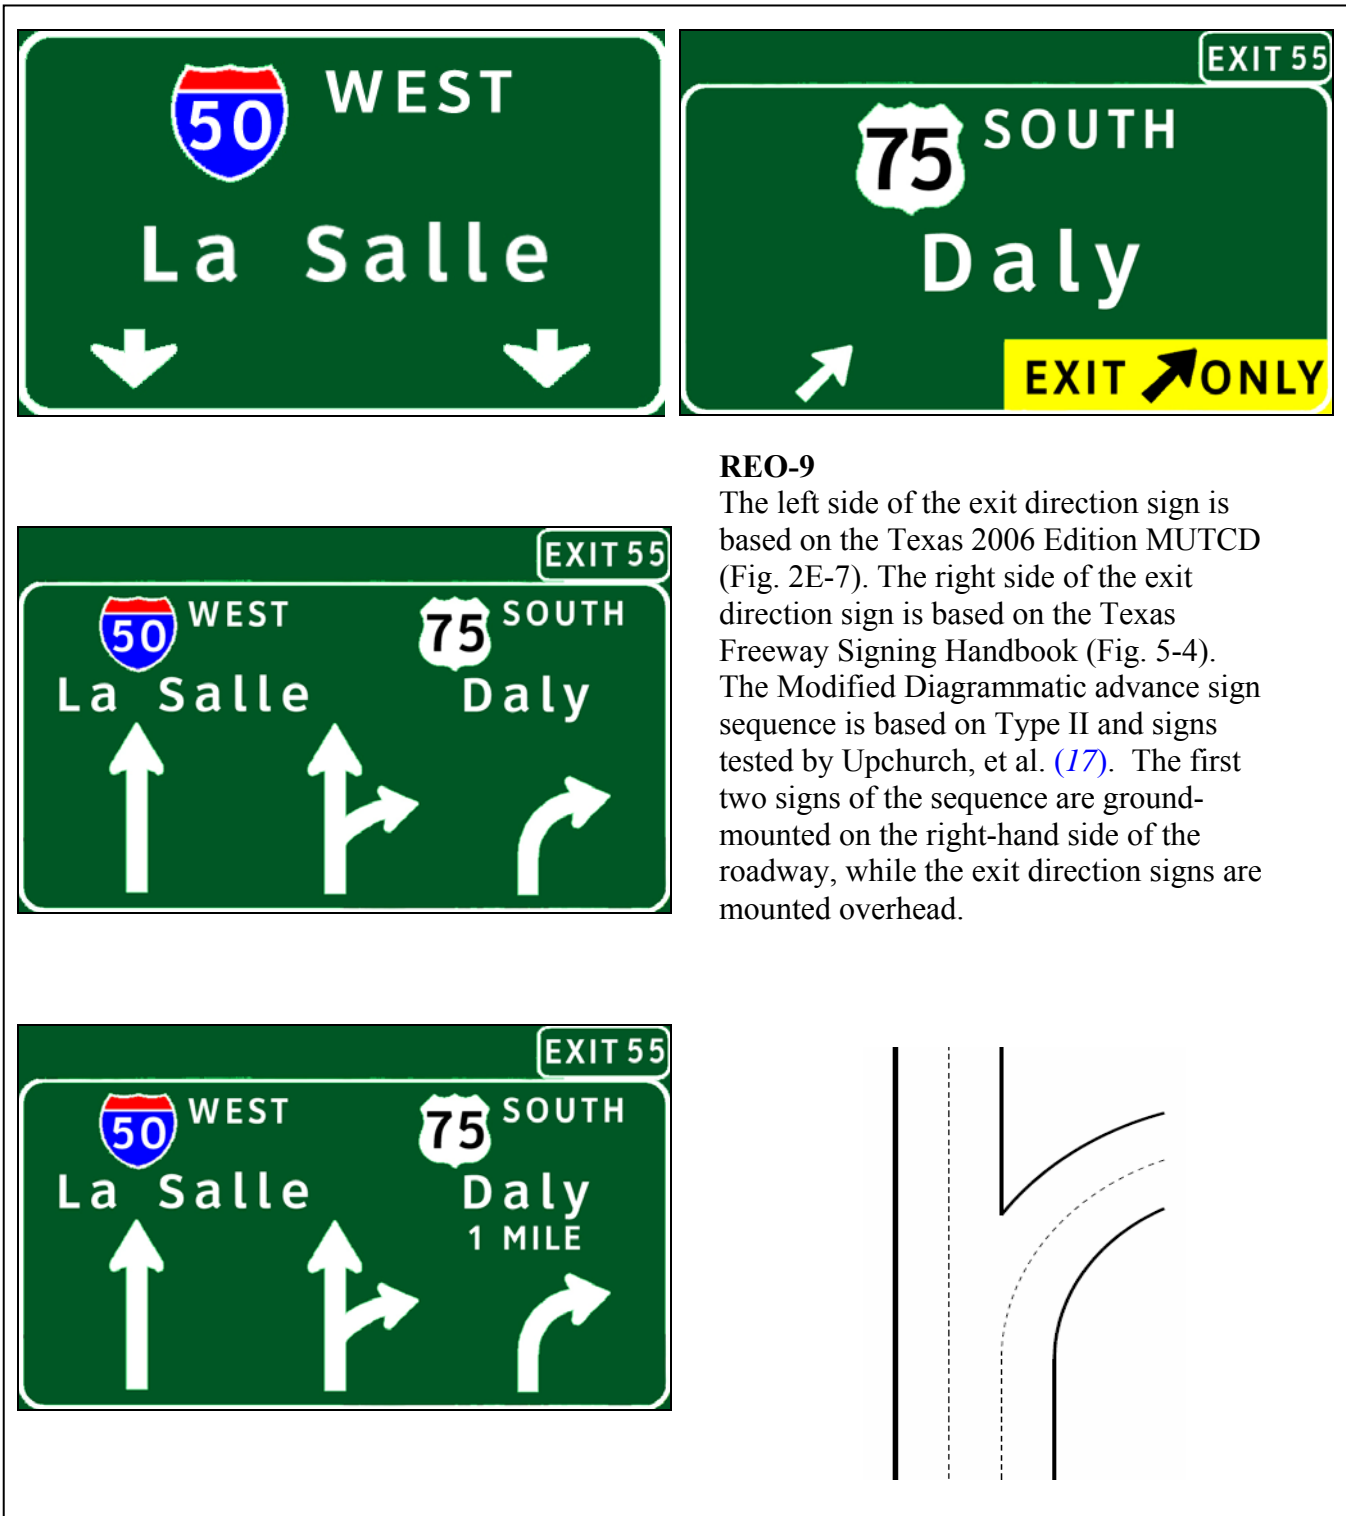 50 WEST
La Salle
EXIT 55
75 SOUTH
Daly
EXIT ONLY
REO-9
The left side of the exit direction sign is
based on the Texas 2006 Edition MUTCD
(Fig. 2E-7). The right side of the exit
direction sign is based on the Texas
Freeway Signing Handbook (Fig. 5-4).
The Modified Diagrammatic advance sign
sequence is based on Type II and signs
tested by Upchurch, et al. (17).  The first
two signs of the sequence are ground-
mounted on the right-hand side of the
roadway, while the exit direction signs are
mounted overhead.
EXIT 55
50 WEST 75 SOUTH
La Salle Daly
EXIT 55
50 WEST 75 SOUTH
La Salle Daly
1 MILE